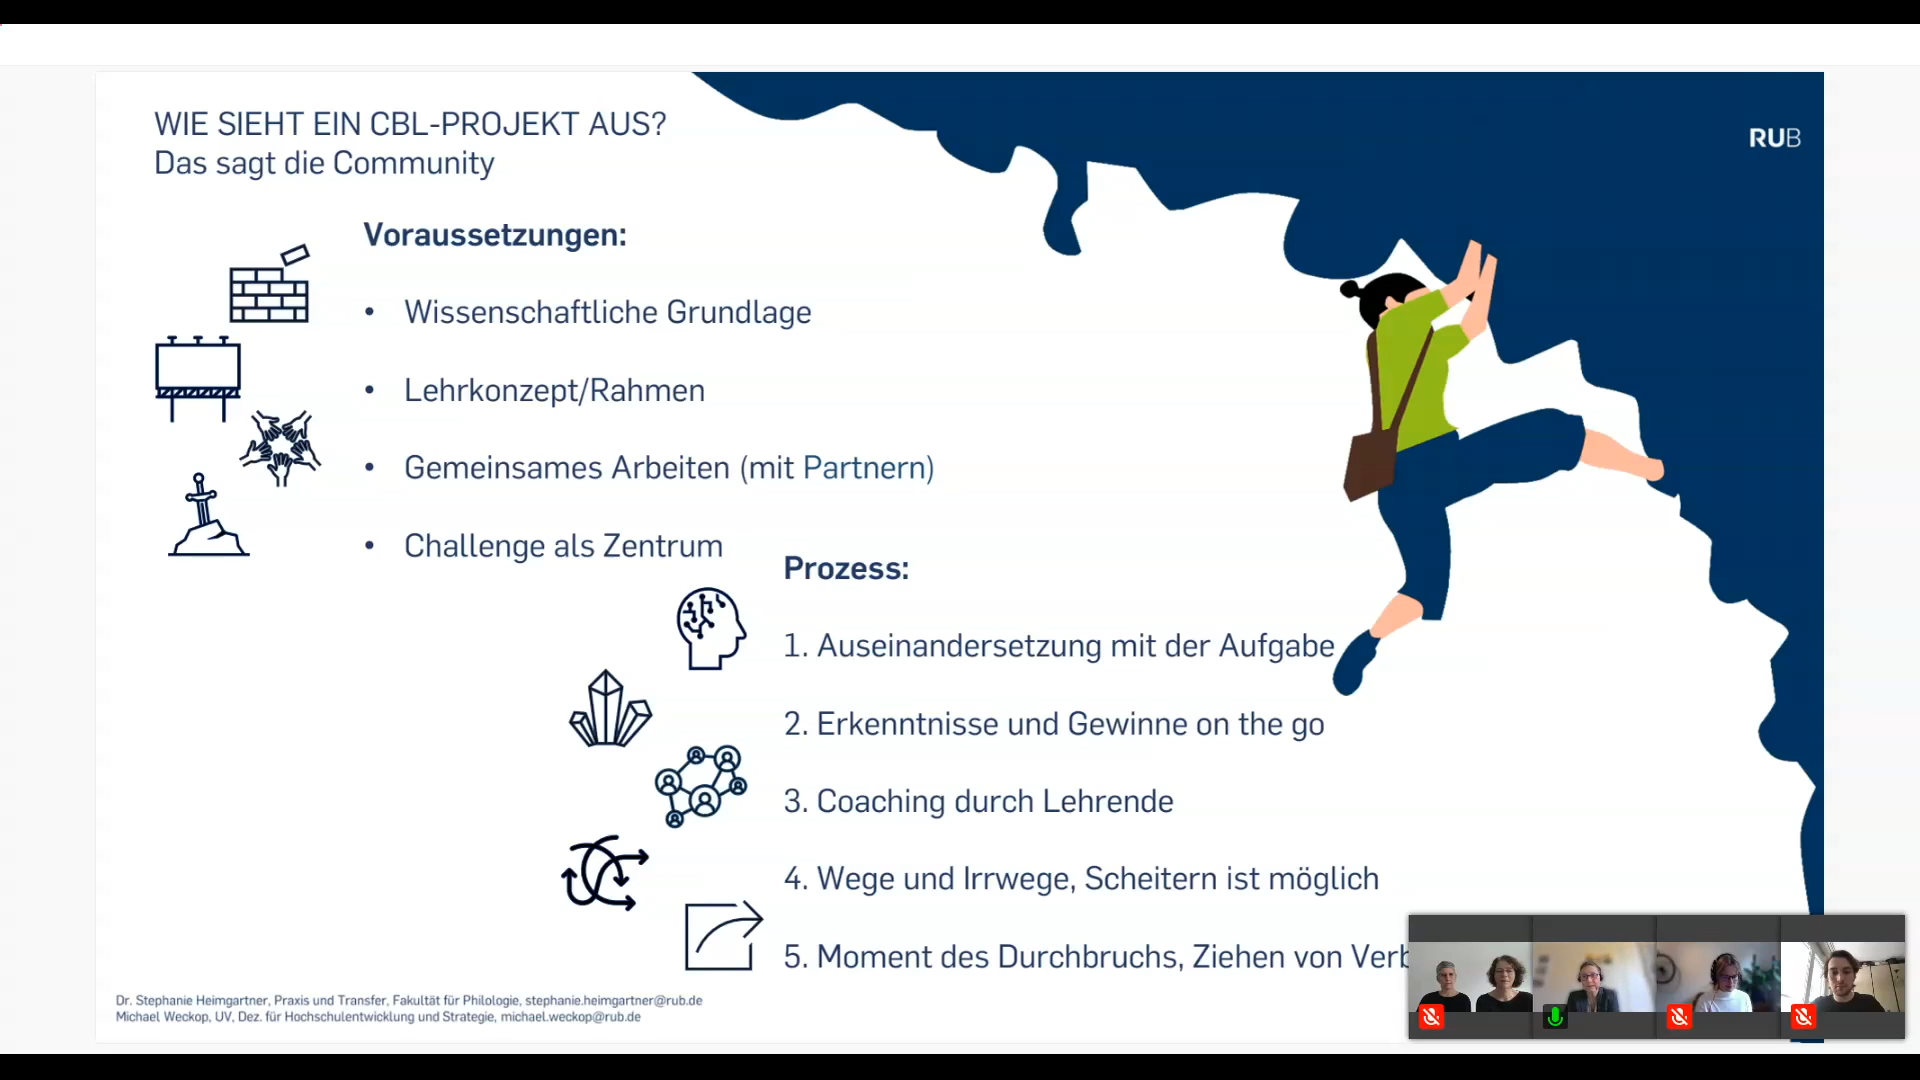 WIE SIEHT EIN CBL-PROJEKT AUS?
Das sagt die Community
RUB
Voraussetzungen:
• Wissenschaftliche Grundlage
• Lehrkonzept/Rahmen
• Gemeinsames Arbeiten (mit Partnern)
• Challenge als Zentrum
Prozess:
1. Auseinandersetzung mit der Aufgabe
2. Erkenntnisse und Gewinne on the go
3. Coaching durch Lehrende
4. Wege und Irrwege, Scheitern ist möglich
5. Moment des Durchbruchs, Ziehen von
Dr. Stephanie Heimgartner, Praxis und Transfer, Fakultät für Philologie, stephanie.heimgartner@rub.de
Michael Weckop, UV, Dez. für Hochschulentwicklung und Strategie, michael.weckop@rub.de